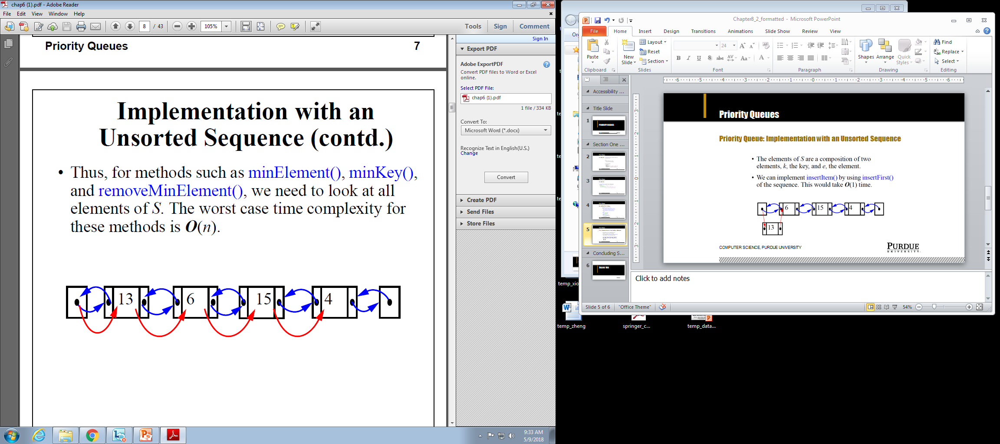 chap6 (1).pdf - Adobe Reader
File Edit View Window Help
8 / 43
105%
Tools Sign Comment
Priority Queues 7
Implementation with an
Unsorted Sequence (contd.)
• Thus, for methods such as minElement(), minKey(),
and removeMinElement(), we need to look at all
elements of S. The worst case time complexity for
these methods is O(n).
13 6 15 4
Sign In
Export PDF
Adobe ExportPDF
Convert PDF files to Word or Excel
online.
Select PDF File:
chap6 (1).pdf
1 file / 334 KB
Convert To:
Microsoft Word (*.docx)
Recognize Text in English(U.S.)
Change
Convert
Create PDF
Send Files
Store Files
9:33 AM
5/9/2018
Chapter8_2_formatted - Microsoft PowerPoint
File Home Insert Design Transitions Animations Slide Show Review View
Paste
Clipboard
New
Slide
Layout
Reset
Section
Slides
24
B I U S abc AV Aa A
Font
Paragraph
Shapes Arrange Quick
Styles
Drawing
Find
Replace
Select
Editing
Accessibility ...
Title Slide
1
PRIORITY QUEUES
Section One ...
2
3
4
5
Concluding S...
6
THANK YOU
Priority Queues
Priority Queue: Implementation with an Unsorted Sequence
• The elements of S are a composition of two
elements, k, the key, and e, the element.
• We can implement insertItem() by using insertFirst()
of the sequence. This would take O(1) time.
6 15 4
13
COMPUTER SCIENCE, PURDUE UNIVERSITY
PURDUE
UNIVERSITY
Click to add notes
Slide 5 of 6 "Office Theme" 54%
temp_xio
temp_zheng
springer_c...
temp_data...